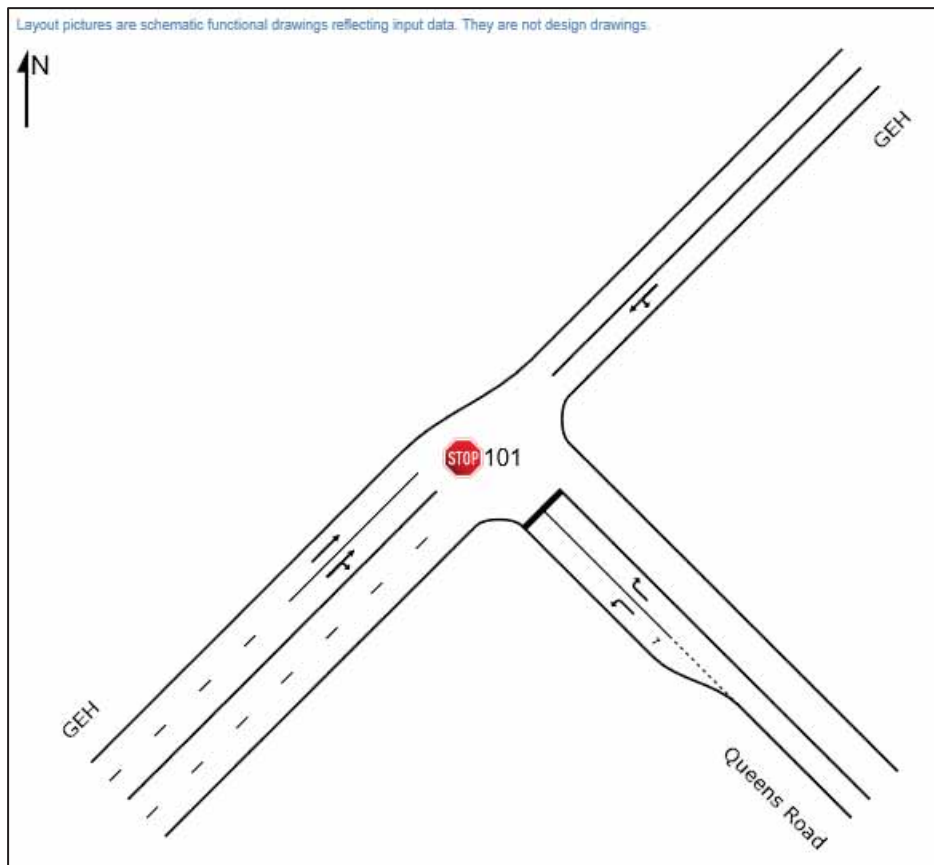 Layout pictures are schematic functional drawings reflecting input data. They are not design drawings.
N
GEH
STOP 101
GEH
7
Queens Road